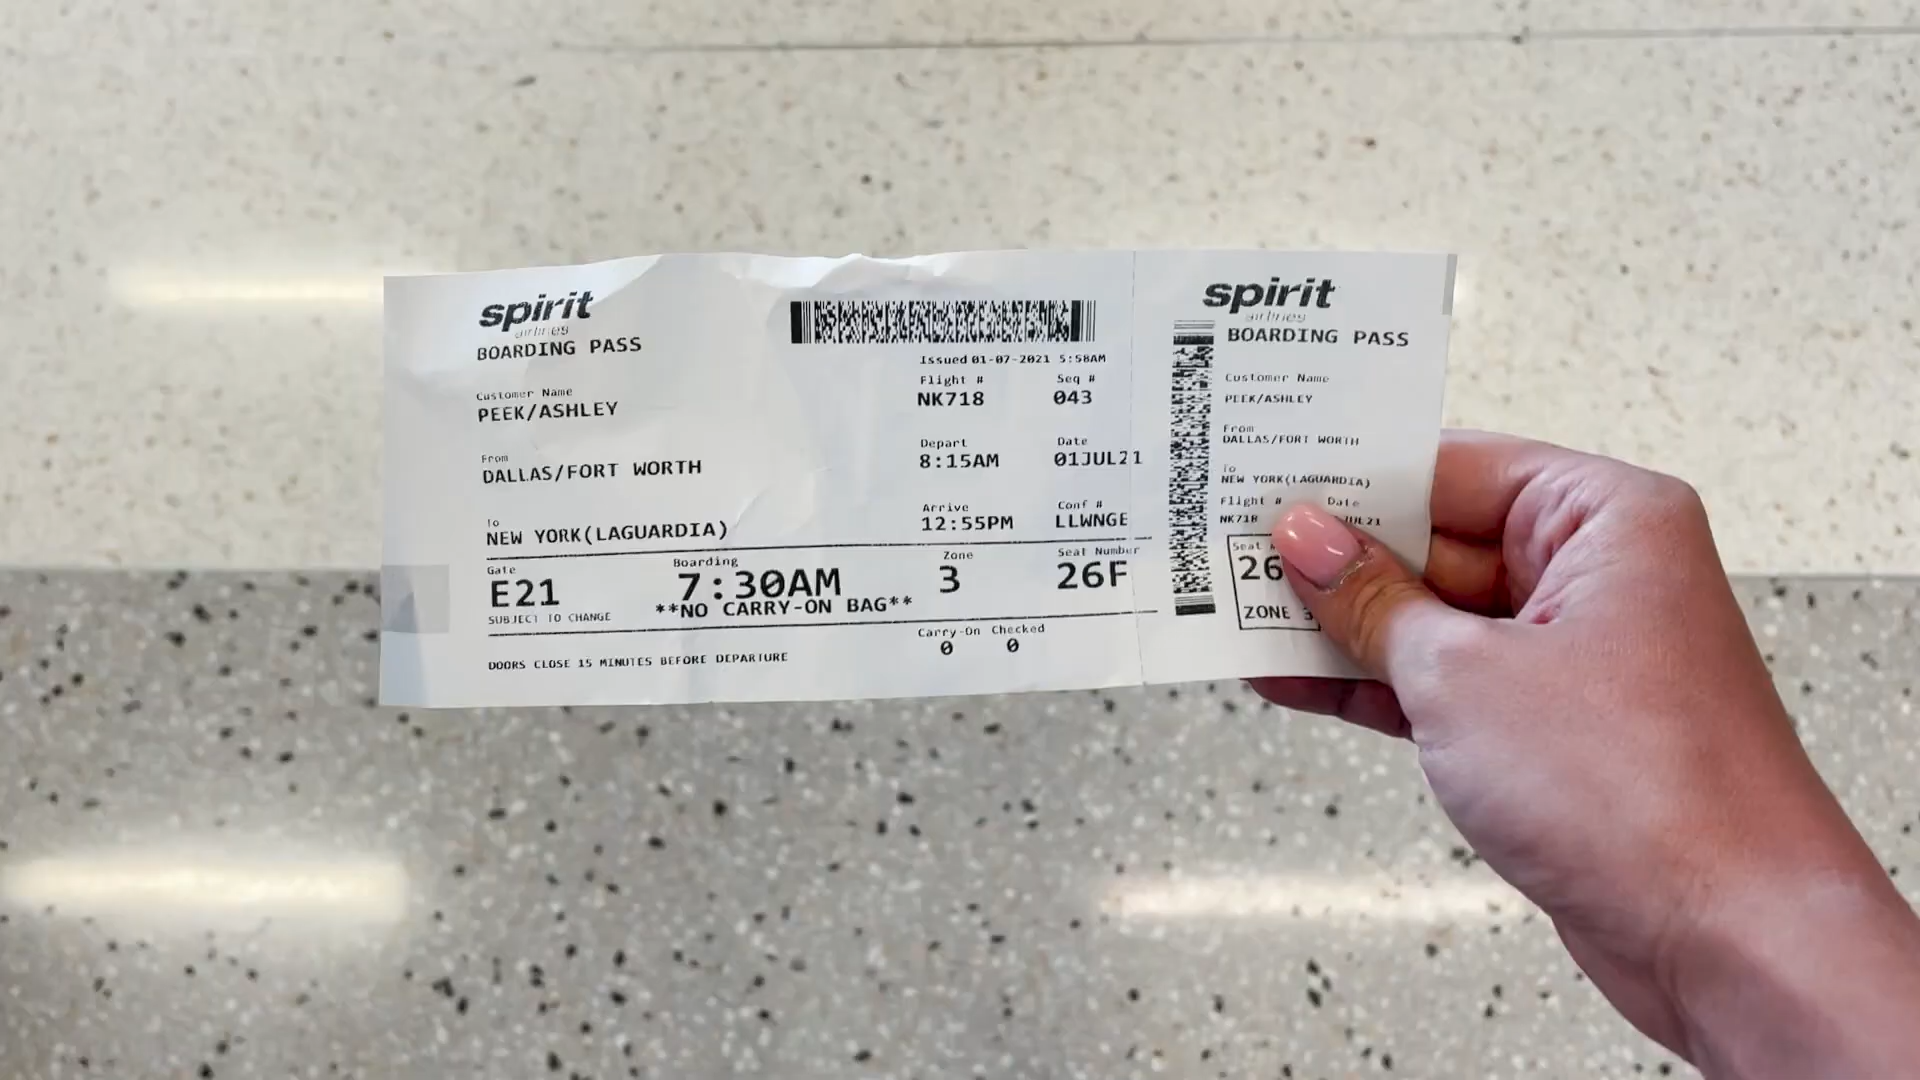 spirit
airlines
BOARDING PASS
Issued 01-07-2021 5:58AM
Customer Name
PEEK/ASHLEY
Flight # Seq #
NK718 043
From
DALLAS/FORT WORTH
Depart Date
8:15AM 01JUL21
To
NEW YORK(LAGUARDIA)
Arrive Conf #
12:55PM LLWNGE
Gate Boarding Zone Seat Number
E21 7:30AM 3 26F
SUBJECT TO CHANGE **NO CARRY-ON BAG**
Carry-On Checked
0 0
DOORS CLOSE 15 MINUTES BEFORE DEPARTURE
spirit
airlines
BOARDING PASS
Customer Name
PEEK/ASHLEY
From
DALLAS/FORT WORTH
To
NEW YORK(LAGUARDIA)
Flight # Date
NK718 JUL21
Seat
26
ZONE 3